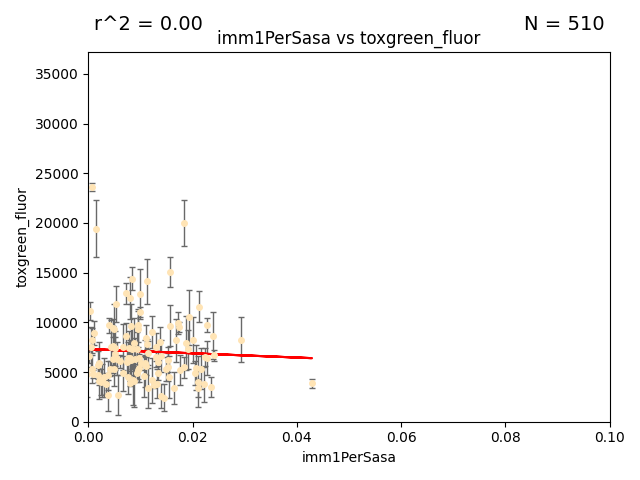 r^2 = 0.00
N = 510
imm1PerSasa vs toxgreen_fluor
35000
30000
25000
20000
15000
10000
5000
0
toxgreen_fluor
0.00
0.02
0.04
0.06
0.08
0.10
imm1PerSasa